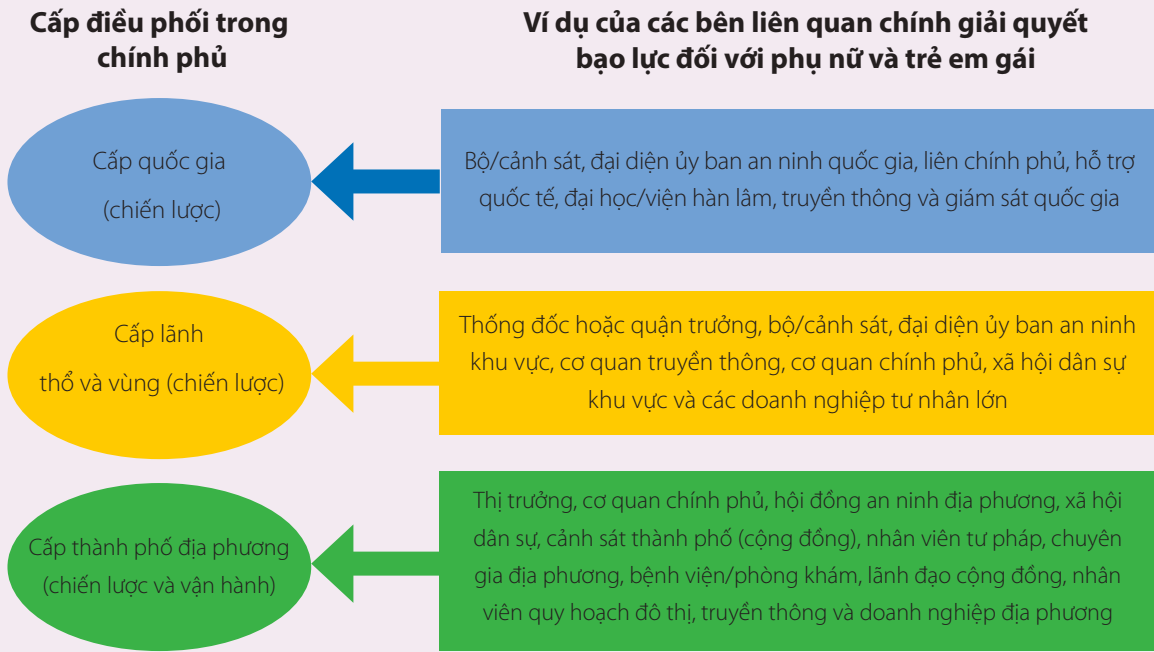 Cấp điều phối trong
chính phủ
Ví dụ của các bên liên quan chính giải quyết
bạo lực đối với phụ nữ và trẻ em gái
Cấp quốc gia
(chiến lược)
Bộ/cảnh sát, đại diện ủy ban an ninh quốc gia, liên chính phủ, hỗ trợ
quốc tế, đại học/viện hàn lâm, truyền thông và giám sát quốc gia
Cấp lãnh
thổ và vùng (chiến lược)
Thống đốc hoặc quận trưởng, bộ/cảnh sát, đại diện ủy ban an ninh
khu vực, cơ quan truyền thông, cơ quan chính phủ, xã hội dân sự
khu vực và các doanh nghiệp tư nhân lớn
Cấp thành phố địa phương
(chiến lược và vận hành)
Thị trưởng, cơ quan chính phủ, hội đồng an ninh địa phương, xã hội
dân sự, cảnh sát thành phố (cộng đồng), nhân viên tư pháp, chuyên
gia địa phương, bệnh viện/phòng khám, lãnh đạo cộng đồng, nhân
viên quy hoạch đô thị, truyền thông và doanh nghiệp địa phương